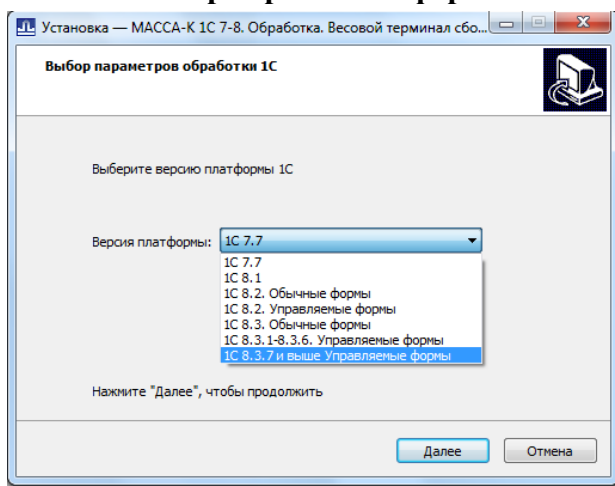 Установка — МАССА-К 1С 7-8. Обработка. Весовой терминал сбо...
Выбор параметров обработки 1С
Выберите версию платформы 1С
Версия платформы: 1С 7.7
1С 7.7
1С 8.1
1С 8.2. Обычные формы
1С 8.2. Управляемые формы
1С 8.3. Обычные формы
1С 8.3.1-8.3.6. Управляемые формы
1С 8.3.7 и выше Управляемые формы
Нажмите "Далее", чтобы продолжить
Далее Отмена